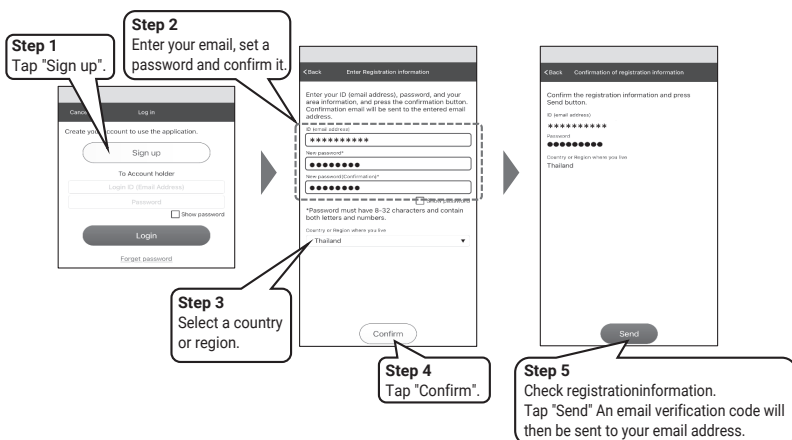 Step 1
Tap "Sign up".
Step 2
Enter your email, set a
password and confirm it.
Log in
Create your account to use the application.
Sign up
To Account holder
Login ID (Email Address)
Password
Show password
Login
Forget password
<Back Enter Registration information
Enter your ID (email address), password, and your
area information, and press the confirmation button.
Confirmation email will be sent to the entered email
address.
ID (email address)
**********
New password*
●●●●●●●●
New password(Confirmation)*
●●●●●●●●
Show password
*Password must have 8-32 characters and contain
both letters and numbers.
Country or Region where you live
Thailand ▼
Confirm
Step 3
Select a country
or region.
Step 4
Tap "Confirm".
<Back Confirmation of registration information
Confirm the registration information and press
Send button.
ID (email address)
**********
Password
●●●●●●●●●
Country or Region where you live
Thailand
Send
Step 5
Check registrationinformation.
Tap "Send" An email verification code will
then be sent to your email address.